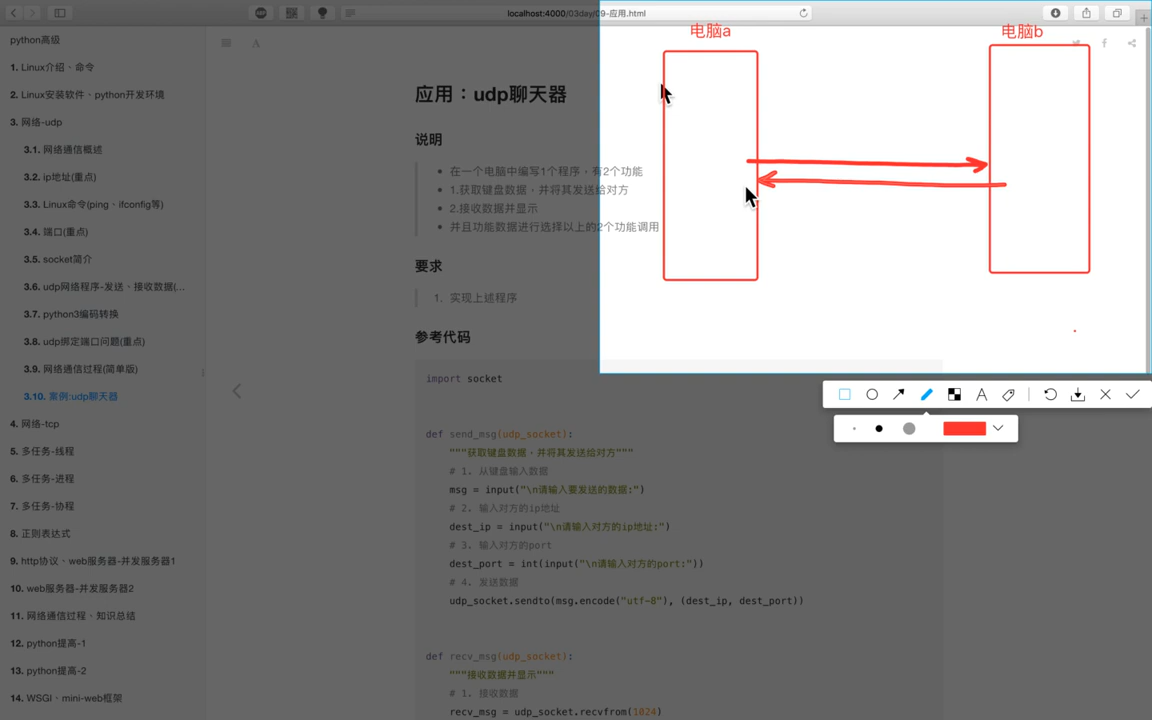 localhost:4000/03day/09-应用.html
python高级
1. Linux介绍、命令
2. Linux安装软件、python开发环境
3. 网络-udp
3.1. 网络通信概述
3.2. ip地址(重点)
3.3. Linux命令(ping、ifconfig等)
3.4. 端口(重点)
3.5. socket简介
3.6. udp网络程序-发送、接收数据(...
3.7. python3编码转换
3.8. udp绑定端口问题(重点)
3.9. 网络通信过程(简单版)
3.10. 案例:udp聊天器
4. 网络-tcp
5. 多任务-线程
6. 多任务-进程
7. 多任务-协程
8. 正则表达式
9. http协议、web服务器-并发服务器1
10. web服务器-并发服务器2
11. 网络通信过程、知识总结
12. python提高-1
13. python提高-2
14. WSGI、mini-web框架
A
应用：udp聊天器
说明
• 在一个电脑中编写1个程序，有2个功能
• 1.获取键盘数据，并将其发送给对方
• 2.接收数据并显示
• 并且功能数据进行选择以上的2个功能调用
要求
1. 实现上述程序
参考代码
import socket
def send_msg(udp_socket):
"""获取键盘数据，并将其发送给对方"""
# 1. 从键盘输入数据
msg = input("\n请输入要发送的数据:")
# 2. 输入对方的ip地址
dest_ip = input("\n请输入对方的ip地址:")
# 3. 输入对方的port
dest_port = int(input("\n请输入对方的port:"))
# 4. 发送数据
udp_socket.sendto(msg.encode("utf-8"), (dest_ip, dest_port))
def recv_msg(udp_socket):
"""接收数据并显示"""
# 1. 接收数据
recv_msg = udp_socket.recvfrom(1024)
电脑a
电脑b
A